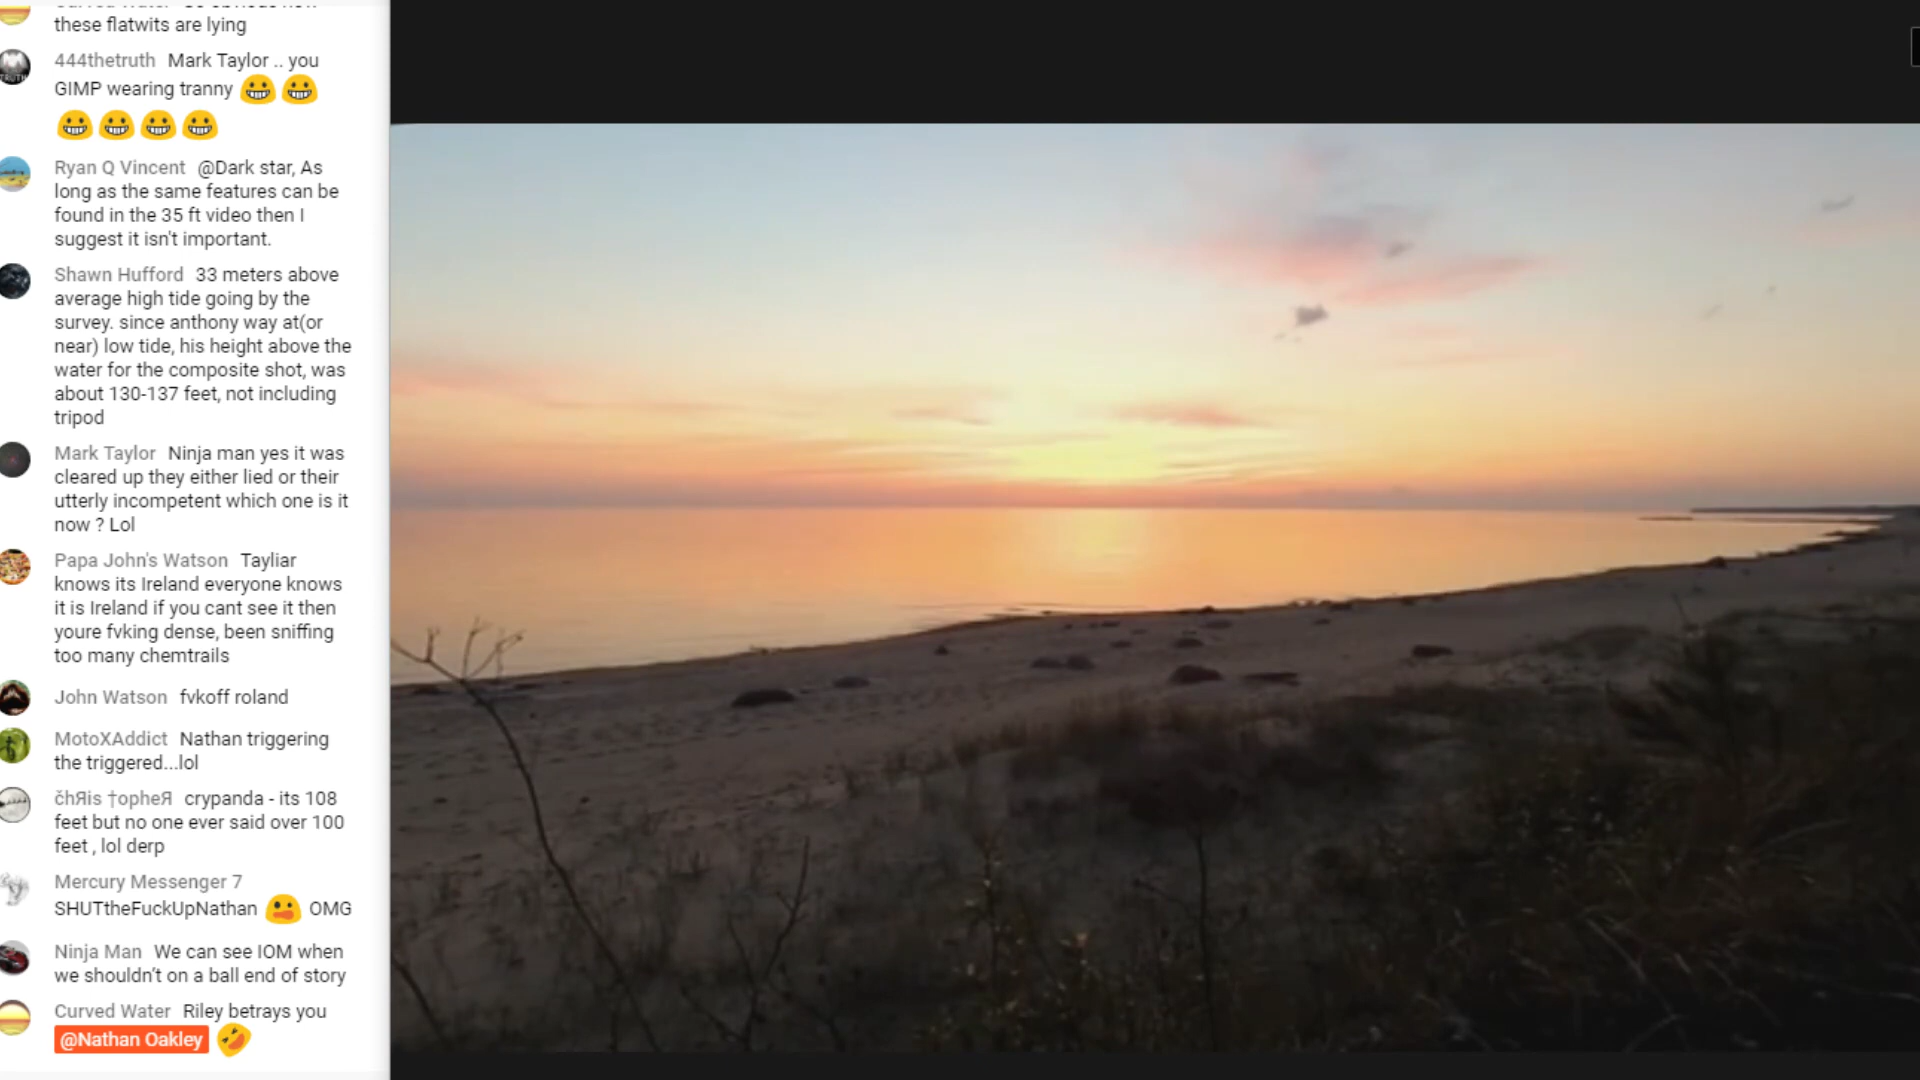 these flatwits are lying
444thetruth Mark Taylor .. you
GIMP wearing tranny
Ryan Q Vincent @Dark star, As
long as the same features can be
found in the 35 ft video then I
suggest it isn't important.
Shawn Hufford 33 meters above
average high tide going by the
survey. since anthony way at(or
near) low tide, his height above the
water for the composite shot, was
about 130-137 feet, not including
tripod
Mark Taylor Ninja man yes it was
cleared up they either lied or their
utterly incompetent which one is it
now ? Lol
Papa John's Watson Tayliar
knows its Ireland everyone knows
it is Ireland if you cant see it then
youre fvking dense, been sniffing
too many chemtrails
John Watson fvkoff roland
MotoXAddict Nathan triggering
the triggered...lol
čhЯis †opheЯ crypanda - its 108
feet but no one ever said over 100
feet , lol derp
Mercury Messenger 7
SHUTtheFuckUpNathan OMG
Ninja Man We can see IOM when
we shouldn't on a ball end of story
Curved Water Riley betrays you
@Nathan Oakley